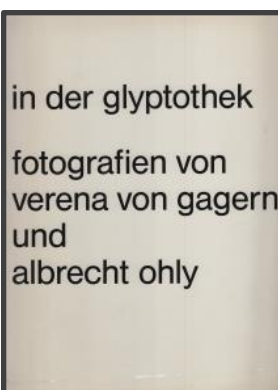 in der glyptothek
fotografien von
verena von gagern
und
albrecht ohly